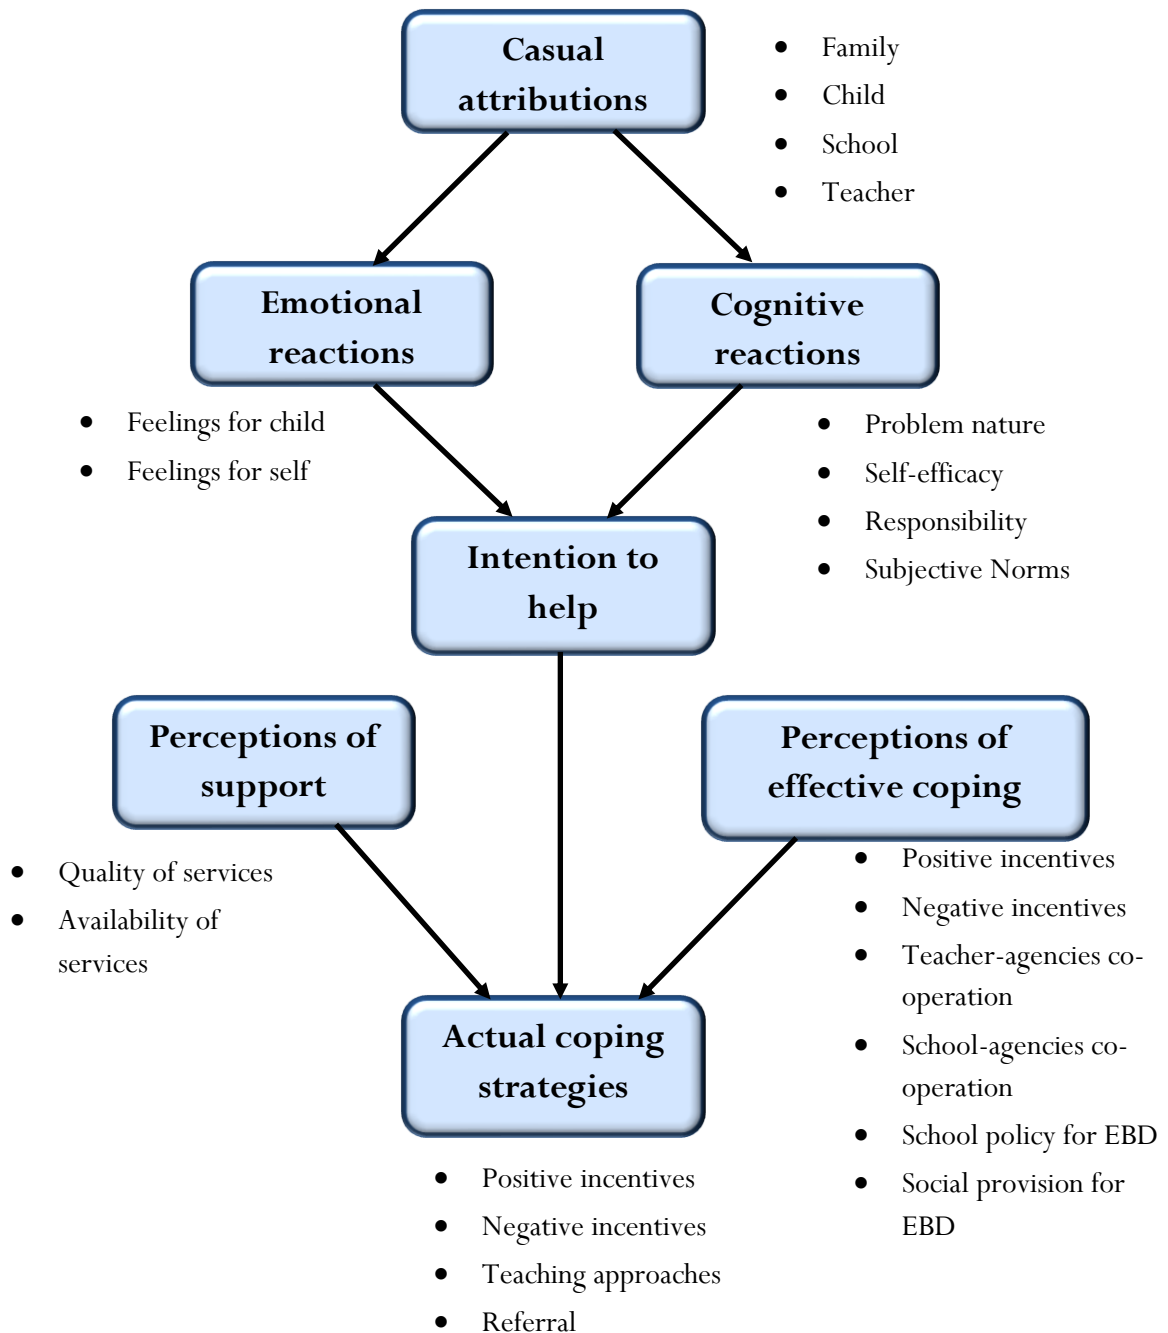 Casual
attributions
• Family
• Child
• School
• Teacher
Emotional
reactions
Cognitive
reactions
• Feelings for child
• Feelings for self
• Problem nature
• Self-efficacy
• Responsibility
• Subjective Norms
Intention to
help
Perceptions of
support
Perceptions of
effective coping
• Quality of services
• Availability of
services
• Positive incentives
• Negative incentives
• Teacher-agencies co-
operation
• School-agencies co-
operation
• School policy for EBD
• Social provision for
EBD
Actual coping
strategies
• Positive incentives
• Negative incentives
• Teaching approaches
• Referral